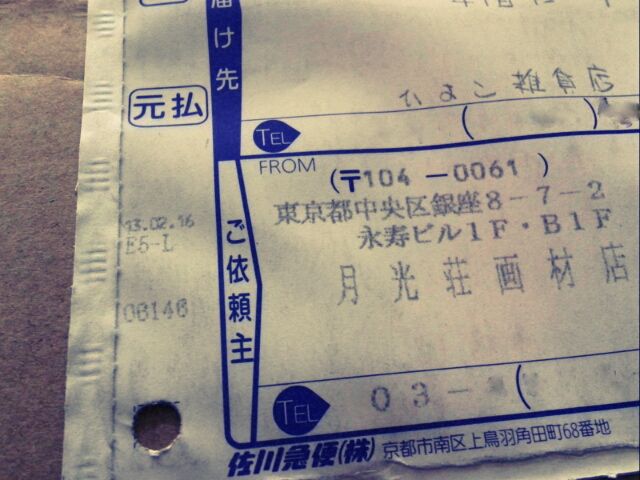 届け先
元払
ひよこ雑食店
TEL ( )
FROM
(〒104-0061)
東京都中央区銀座8-7-2
永寿ビル1F・B1F
月光荘画材店
ご依頼主
13.02.16
E5-L
06146
TEL 03- (
佐川急便(株) 京都市南区上鳥羽角田町68番地